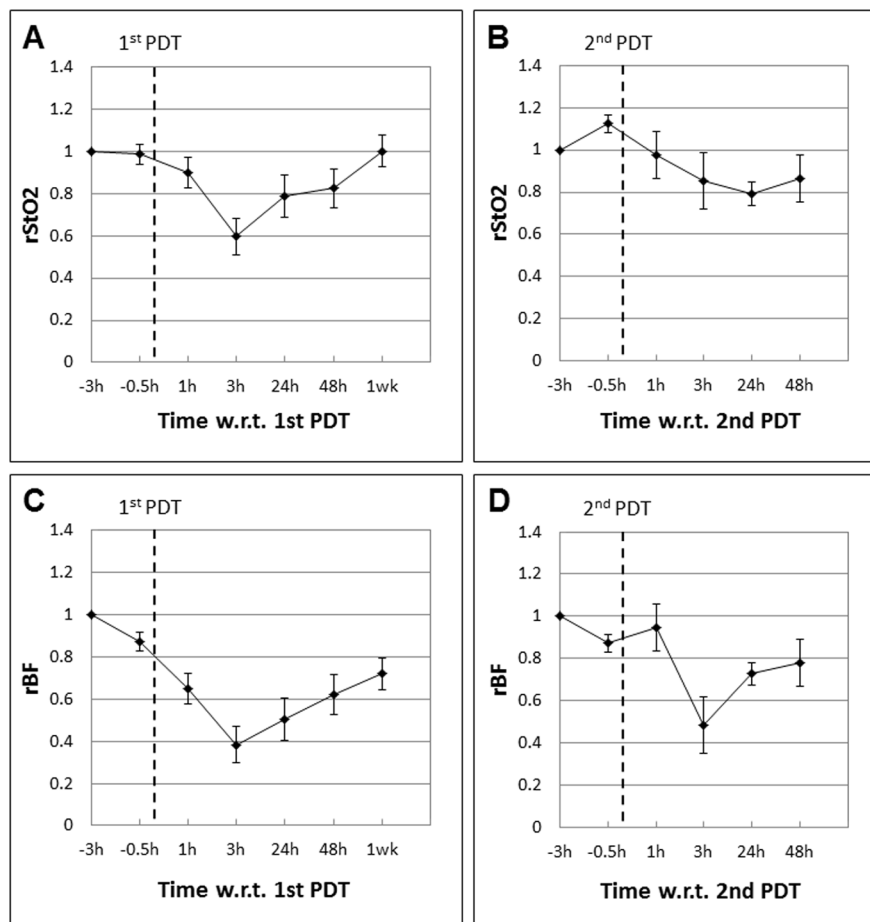 A
1st PDT
1.4
1.2
1
0.8
0.6
0.4
0.2
0
rStO2
-3h -0.5h 1h 3h 24h 48h 1wk
Time w.r.t. 1st PDT
B
2nd PDT
1.4
1.2
1
0.8
0.6
0.4
0.2
0
rStO2
-3h -0.5h 1h 3h 24h 48h
Time w.r.t. 2nd PDT
C
1st PDT
1.4
1.2
1
0.8
0.6
0.4
0.2
0
rBF
-3h -0.5h 1h 3h 24h 48h 1wk
Time w.r.t. 1st PDT
D
2nd PDT
1.4
1.2
1
0.8
0.6
0.4
0.2
0
rBF
-3h -0.5h 1h 3h 24h 48h
Time w.r.t. 2nd PDT